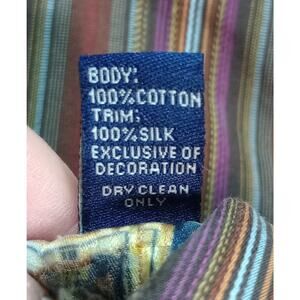 BODY:
100%COTTON
TRIM:
100%SILK
EXCLUSIVE OF
DECORATION
DRY CLEAN
ONLY